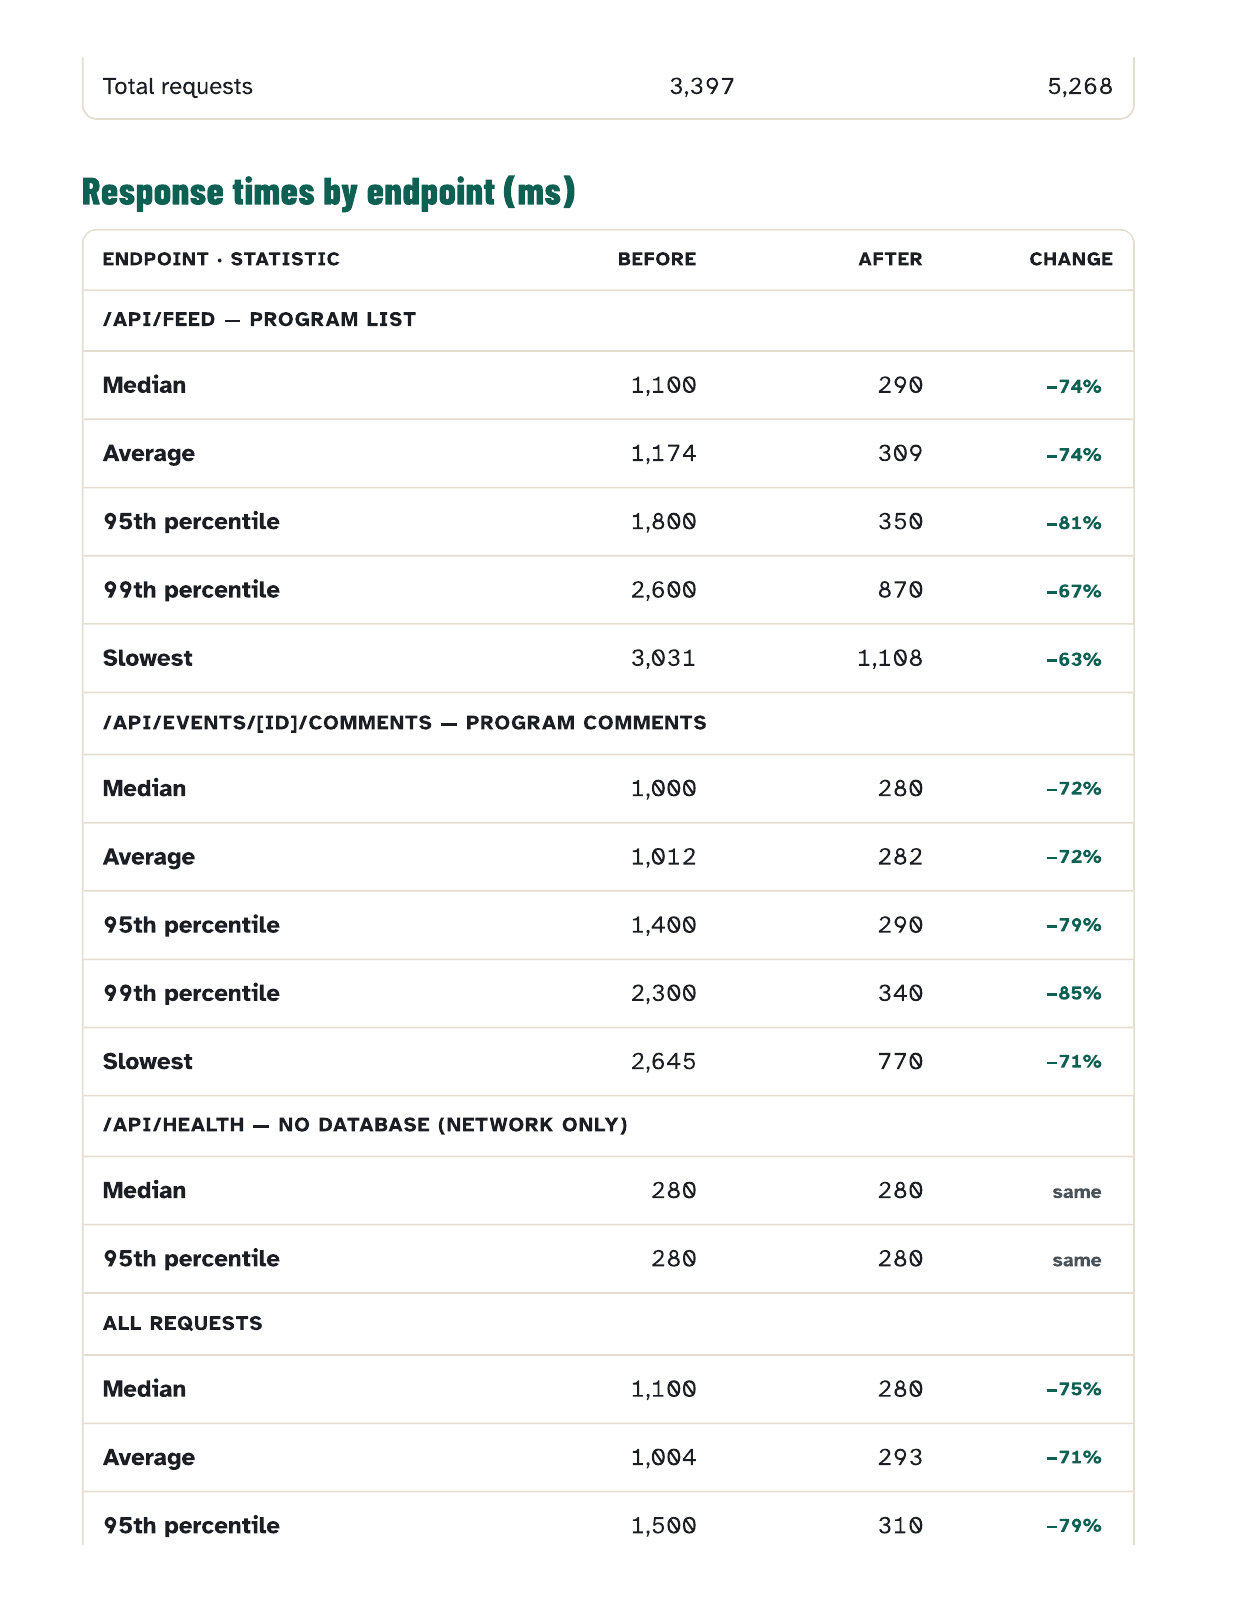 Total requests 3,397 5,268
Response times by endpoint (ms)
ENDPOINT · STATISTIC BEFORE AFTER CHANGE
/API/FEED — PROGRAM LIST
Median 1,100 290 −74%
Average 1,174 309 −74%
95th percentile 1,800 350 −81%
99th percentile 2,600 870 −67%
Slowest 3,031 1,108 −63%
/API/EVENTS/[ID]/COMMENTS — PROGRAM COMMENTS
Median 1,000 280 −72%
Average 1,012 282 −72%
95th percentile 1,400 290 −79%
99th percentile 2,300 340 −85%
Slowest 2,645 770 −71%
/API/HEALTH — NO DATABASE (NETWORK ONLY)
Median 280 280 same
95th percentile 280 280 same
ALL REQUESTS
Median 1,100 280 −75%
Average 1,004 293 −71%
95th percentile 1,500 310 −79%